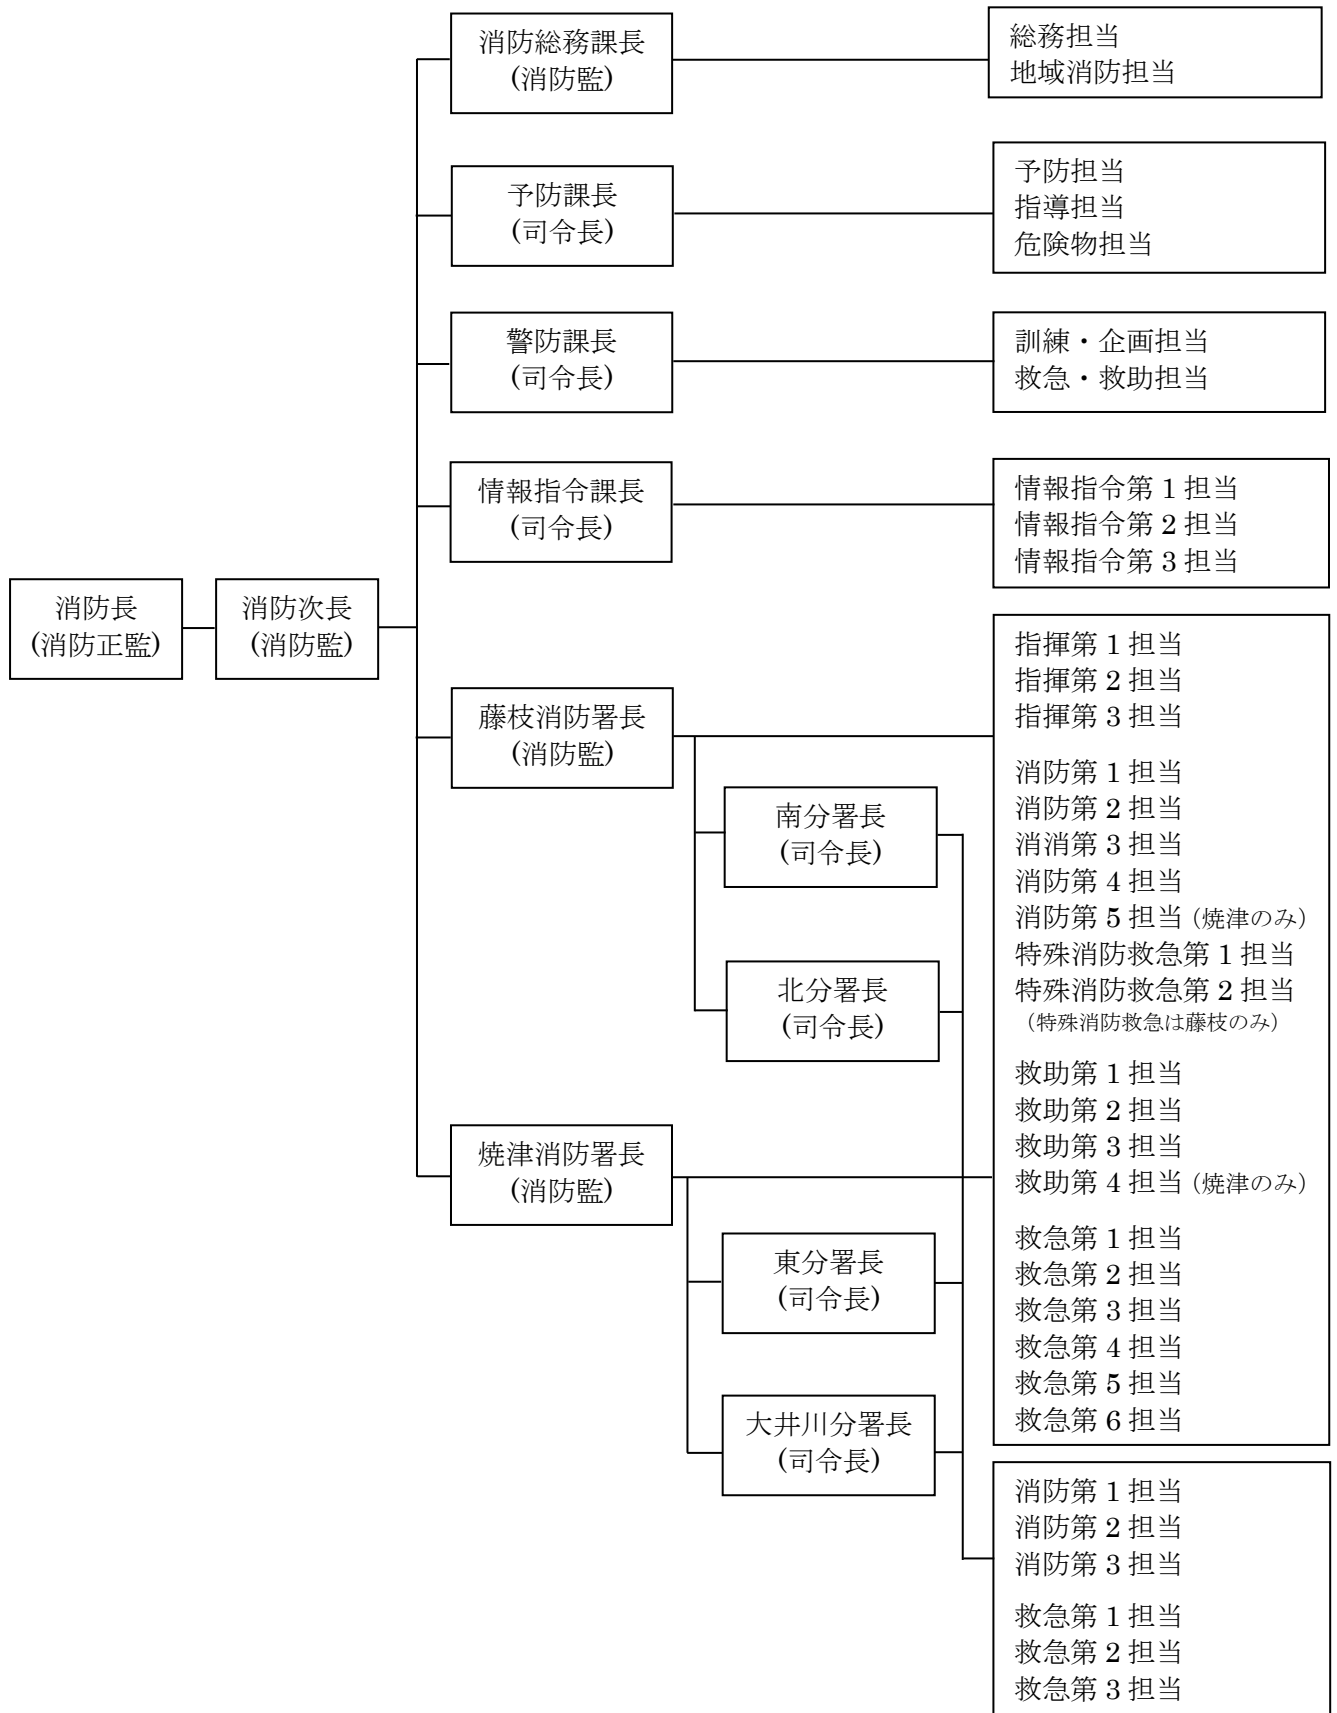 消防総務課長
(消防監)
総務担当
地域消防担当
予防課長
(司令長)
予防担当
指導担当
危険物担当
警防課長
(司令長)
訓練・企画担当
救急・救助担当
情報指令課長
(司令長)
情報指令第 1 担当
情報指令第 2 担当
情報指令第 3 担当
消防長
(消防正監)
消防次長
(消防監)
藤枝消防署長
(消防監)
南分署長
(司令長)
北分署長
(司令長)
焼津消防署長
(消防監)
東分署長
(司令長)
大井川分署長
(司令長)
指揮第 1 担当
指揮第 2 担当
指揮第 3 担当
消防第 1 担当
消防第 2 担当
消消第 3 担当
消防第 4 担当
消防第 5 担当（焼津のみ）
特殊消防救急第 1 担当
特殊消防救急第 2 担当
（特殊消防救急は藤枝のみ）
救助第 1 担当
救助第 2 担当
救助第 3 担当
救助第 4 担当（焼津のみ）
救急第 1 担当
救急第 2 担当
救急第 3 担当
救急第 4 担当
救急第 5 担当
救急第 6 担当
消防第 1 担当
消防第 2 担当
消防第 3 担当
救急第 1 担当
救急第 2 担当
救急第 3 担当